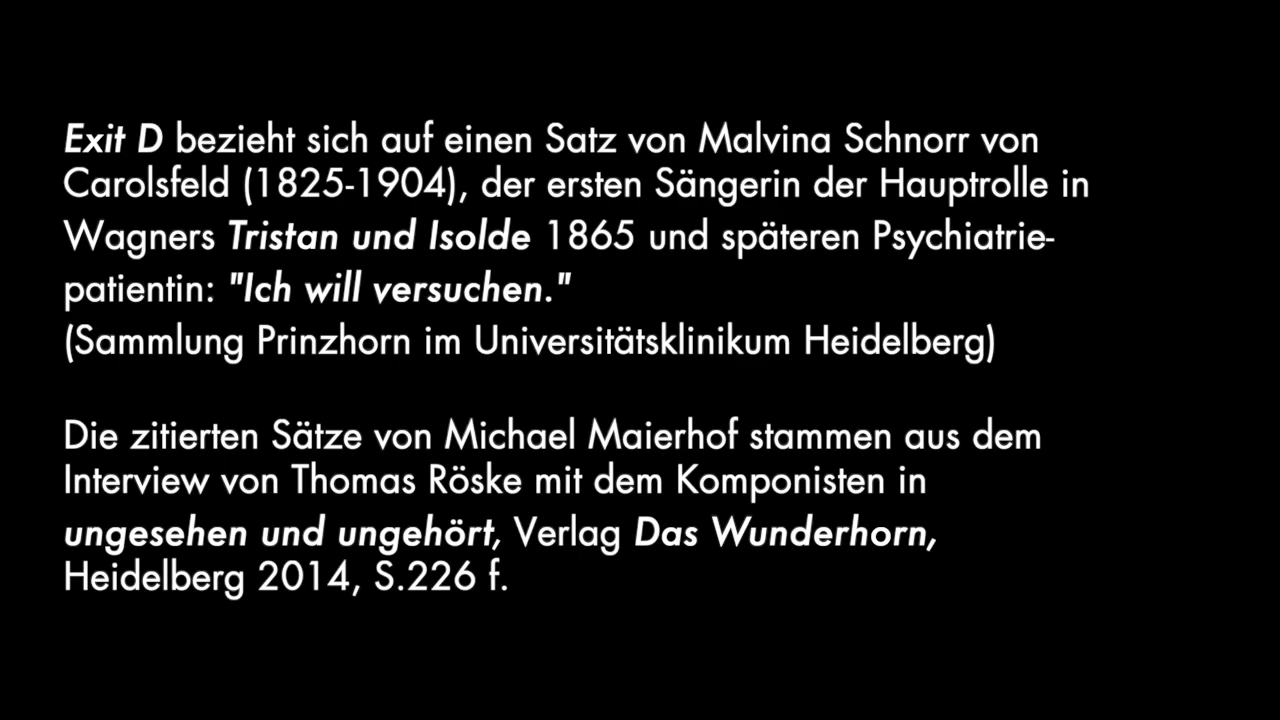 Exit D bezieht sich auf einen Satz von Malvina Schnorr von
Carolsfeld (1825-1904), der ersten Sängerin der Hauptrolle in
Wagners Tristan und Isolde 1865 und späteren Psychiatrie-
patientin: "Ich will versuchen."
(Sammlung Prinzhorn im Universitätsklinikum Heidelberg)
Die zitierten Sätze von Michael Maierhof stammen aus dem
Interview von Thomas Röske mit dem Komponisten in
ungesehen und ungehört, Verlag Das Wunderhorn,
Heidelberg 2014, S.226 f.